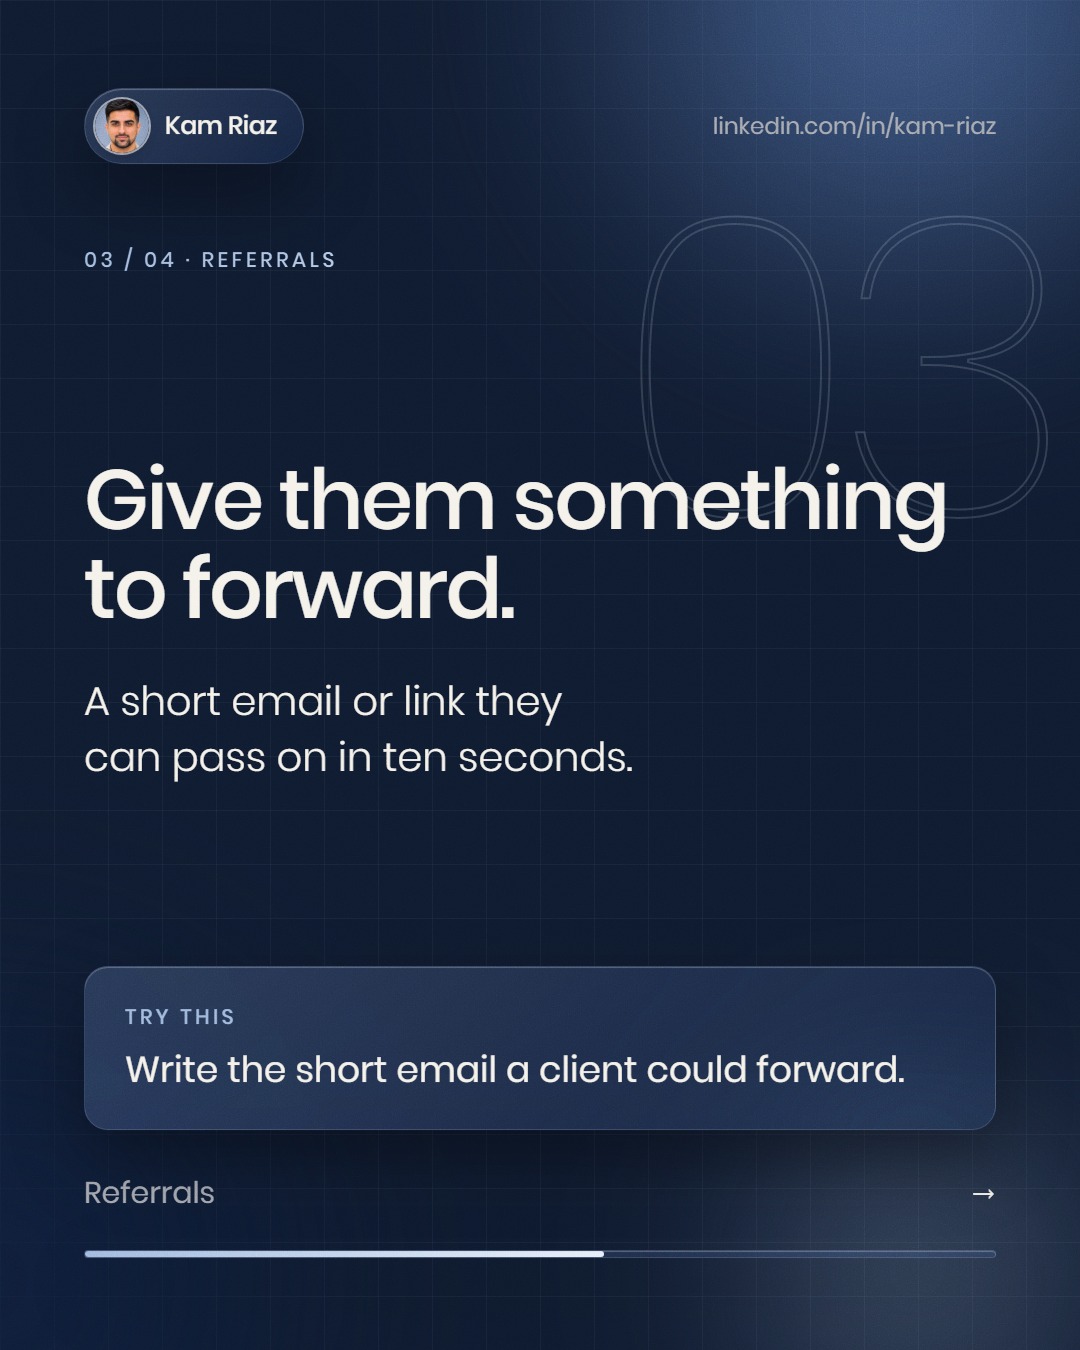 Kam Riaz
linkedin.com/in/kam-riaz
03 / 04 · REFERRALS
03
Give them something
to forward.
A short email or link they
can pass on in ten seconds.
TRY THIS
Write the short email a client could forward.
Referrals
→